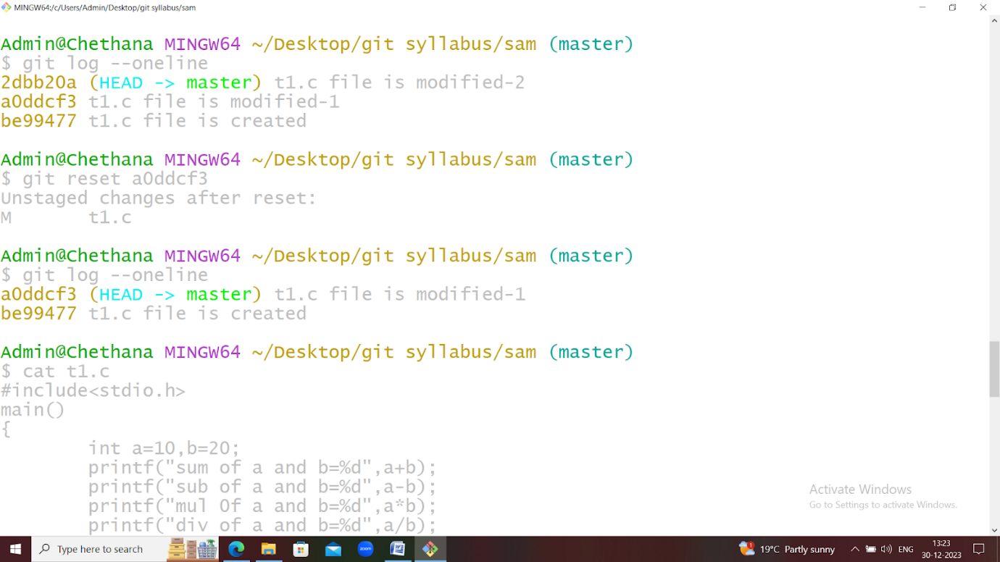 MINGW64:/c/Users/Admin/Desktop/git syllabus/sam
Admin@Chethana MINGW64 ~/Desktop/git syllabus/sam (master)
$ git log --oneline
2dbb20a (HEAD -> master) t1.c file is modified-2
a0ddcf3 t1.c file is modified-1
be99477 t1.c file is created
Admin@Chethana MINGW64 ~/Desktop/git syllabus/sam (master)
$ git reset a0ddcf3
Unstaged changes after reset:
M       t1.c
Admin@Chethana MINGW64 ~/Desktop/git syllabus/sam (master)
$ git log --oneline
a0ddcf3 (HEAD -> master) t1.c file is modified-1
be99477 t1.c file is created
Admin@Chethana MINGW64 ~/Desktop/git syllabus/sam (master)
$ cat t1.c
#include<stdio.h>
main()
{
        int a=10,b=20;
        printf("sum of a and b=%d",a+b);
        printf("sub of a and b=%d",a-b);
        printf("mul Of a and b=%d",a*b);
        printf("div of a and b=%d",a/b);
Activate Windows
Go to Settings to activate Windows.
Type here to search
zoom
1
19°C Partly sunny
ENG
13:23
30-12-2023